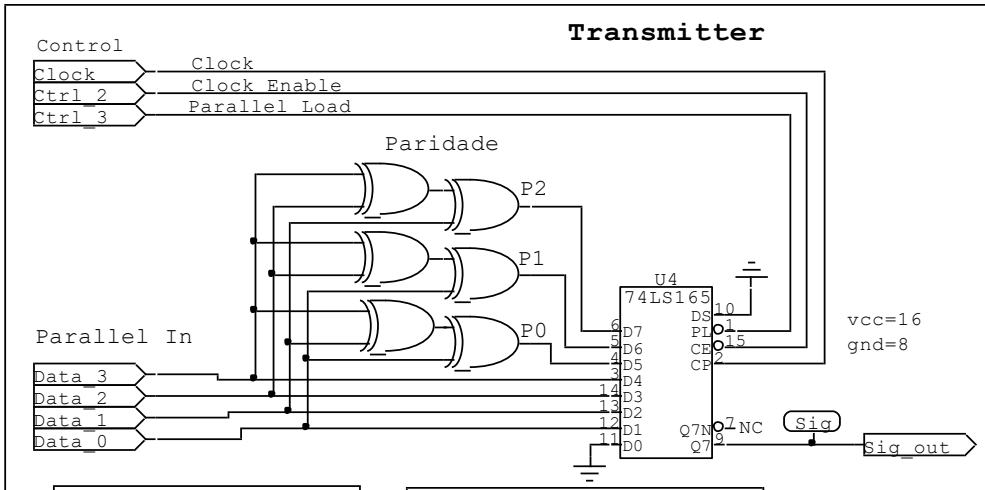 Transmitter
Control
Clock
Ctrl_2
Ctrl_3
Clock
Clock Enable
Parallel Load
Paridade
P2
P1
P0
Parallel In
Data_3
Data_2
Data_1
Data_0
U4
74LS165
6 D7
5 D6
4 D5
3 D4
14 D3
13 D2
12 D1
11 D0
DS 10
PL 1
CE 15
CP 2
Q7N 7 NC
Q7 9
vcc=16
gnd=8
Sig
Sig_out